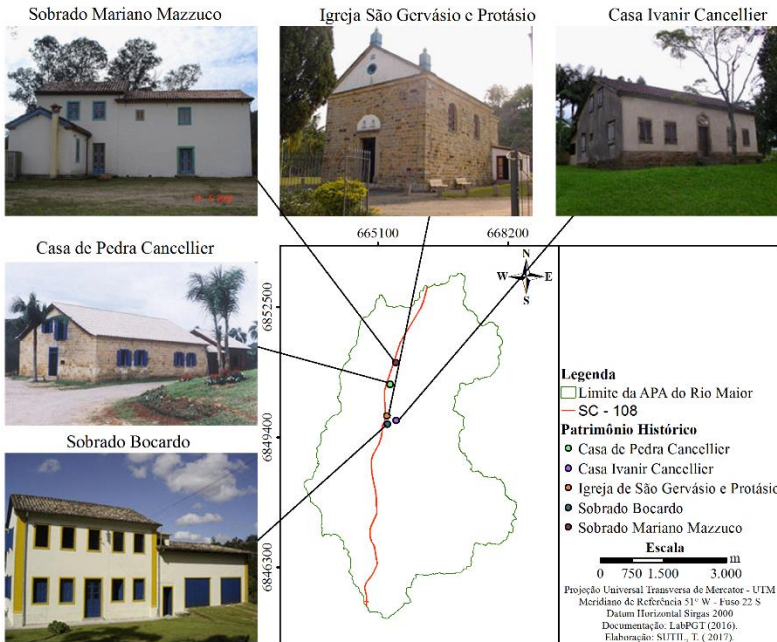 Sobrado Mariano Mazzuco
Igreja São Gervásio e Protásio
Casa Ivanir Cancellier
Casa de Pedra Cancellier
Sobrado Bocardo
665100
668200
N
W
E
S
6852500
6849400
6846300
Legenda
Limite da APA do Rio Maior
SC - 108
Patrimônio Histórico
Casa de Pedra Cancellier
Casa Ivanir Cancellier
Igreja de São Gervásio e Protásio
Sobrado Bocardo
Sobrado Mariano Mazzuco
Escala
m
0 750 1.500 3.000
Projeção Universal Transversa de Mercator - UTM
Meridiano de Referência 51° W - Fuso 22 S
Datum Horizontal Sirgas 2000
Documentação: LabPGT (2016).
Elaboração: SUTIL, T. ( 2017).